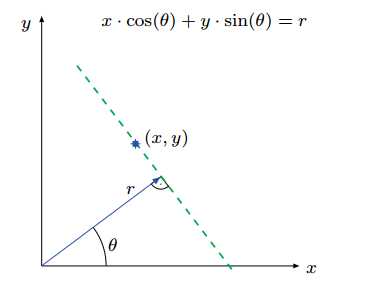 y
x · cos(θ) + y · sin(θ) = r
(x, y)
r
θ
x